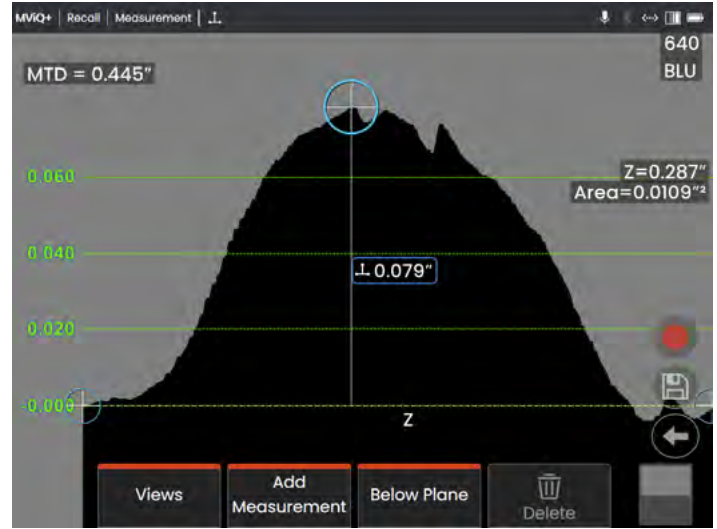 MViQ+ | Recall | Measurement |
640
MTD = 0.445" BLU
0.060
Z=0.287"
Area=0.0109"²
0.040
0.079"
0.020
0.000
Z
Views
Add
Measurement
Below Plane
Delete